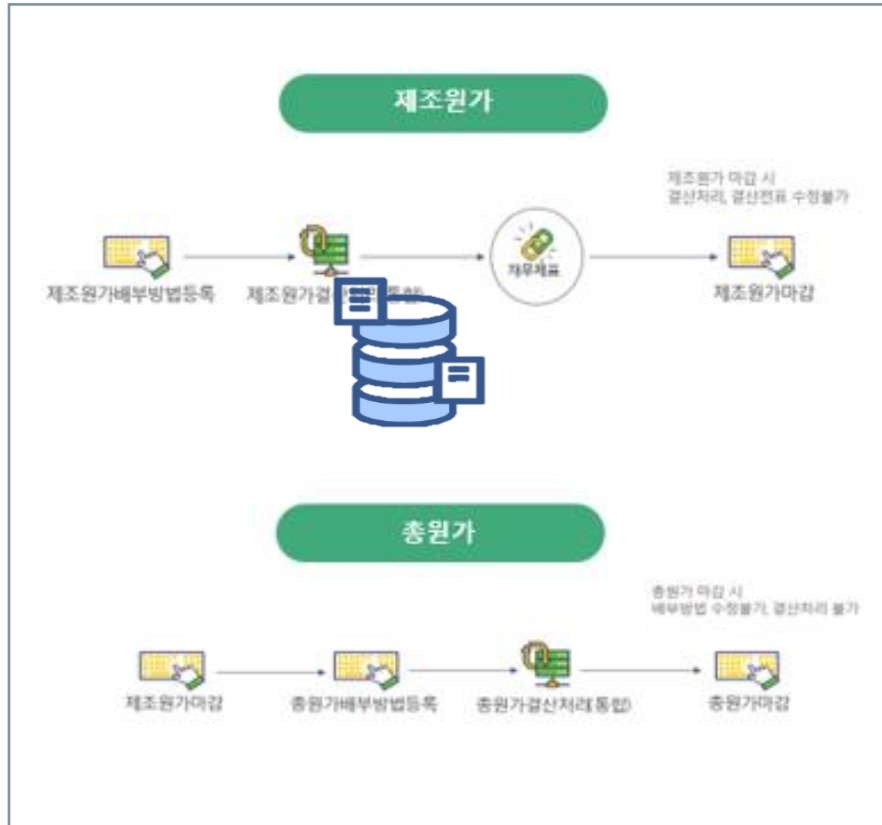 제조원가
제조원가 마감 시
결산처리, 결산전표 수정불가
제조원가배부방법등록
재무제표
제조원가마감
총원가
총원가 마감 시
배부방법 수정불가, 결산처리 불가
제조원가마감
총원가배부방법등록
총원가결산처리(통합)
총원가마감